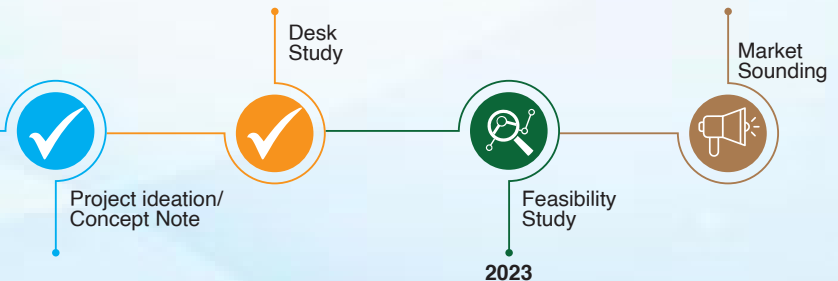 Project ideation/
Concept Note
Desk
Study
Feasibility
Study
2023
Market
Sounding